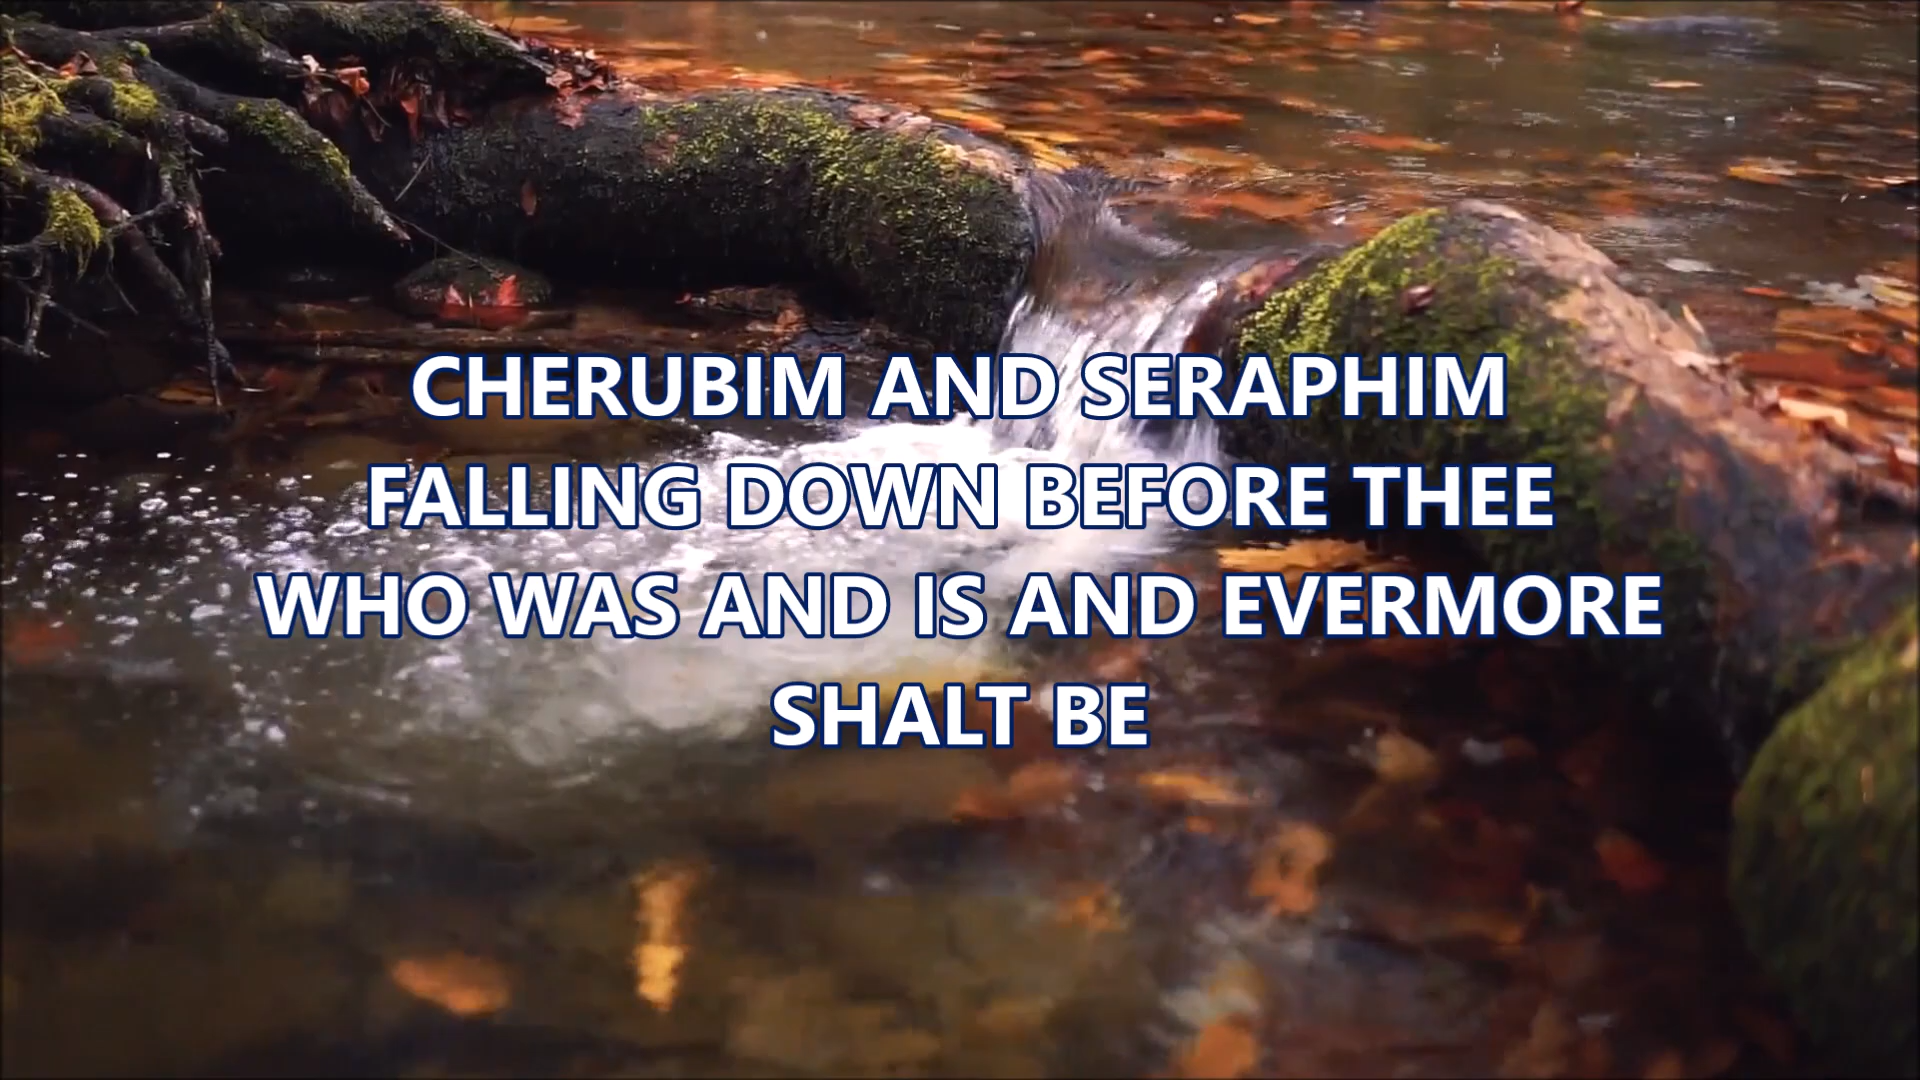 CHERUBIM AND SERAPHIM
FALLING DOWN BEFORE THEE
WHO WAS AND IS AND EVERMORE
SHALT BE